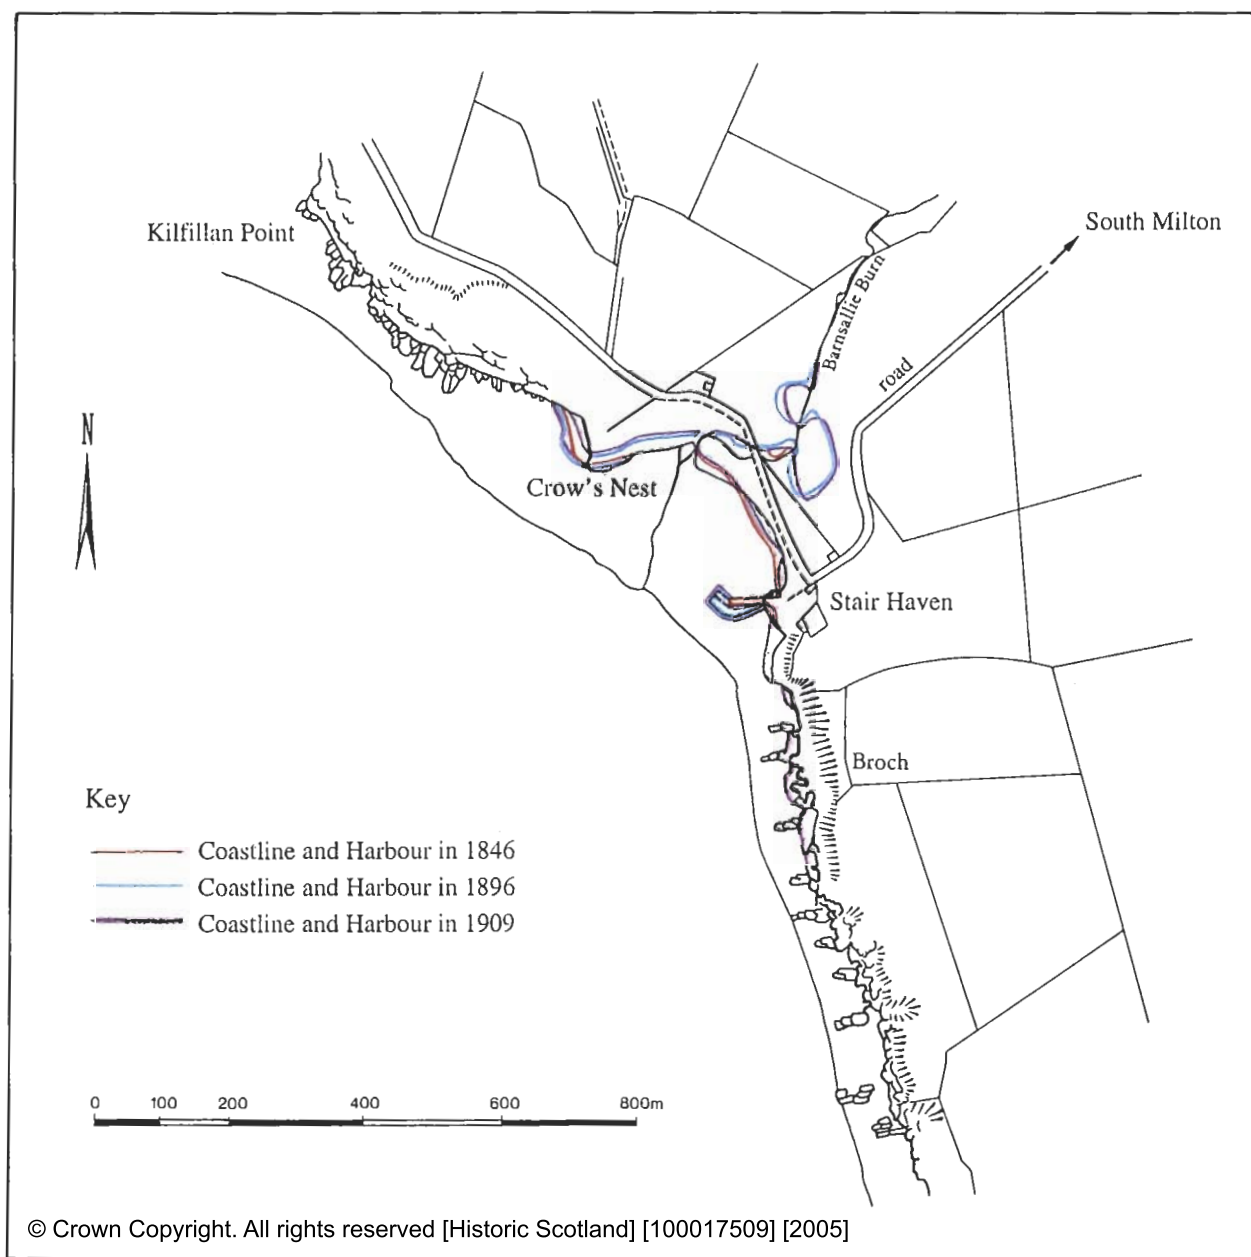 South Milton
Kilfillan Point
Barnsallie Burn
road
N
Crow's Nest
Stair Haven
Broch
Key
Coastline and Harbour in 1846
Coastline and Harbour in 1896
Coastline and Harbour in 1909
0 100 200 400 600 800m
© Crown Copyright. All rights reserved [Historic Scotland] [100017509] [2005]